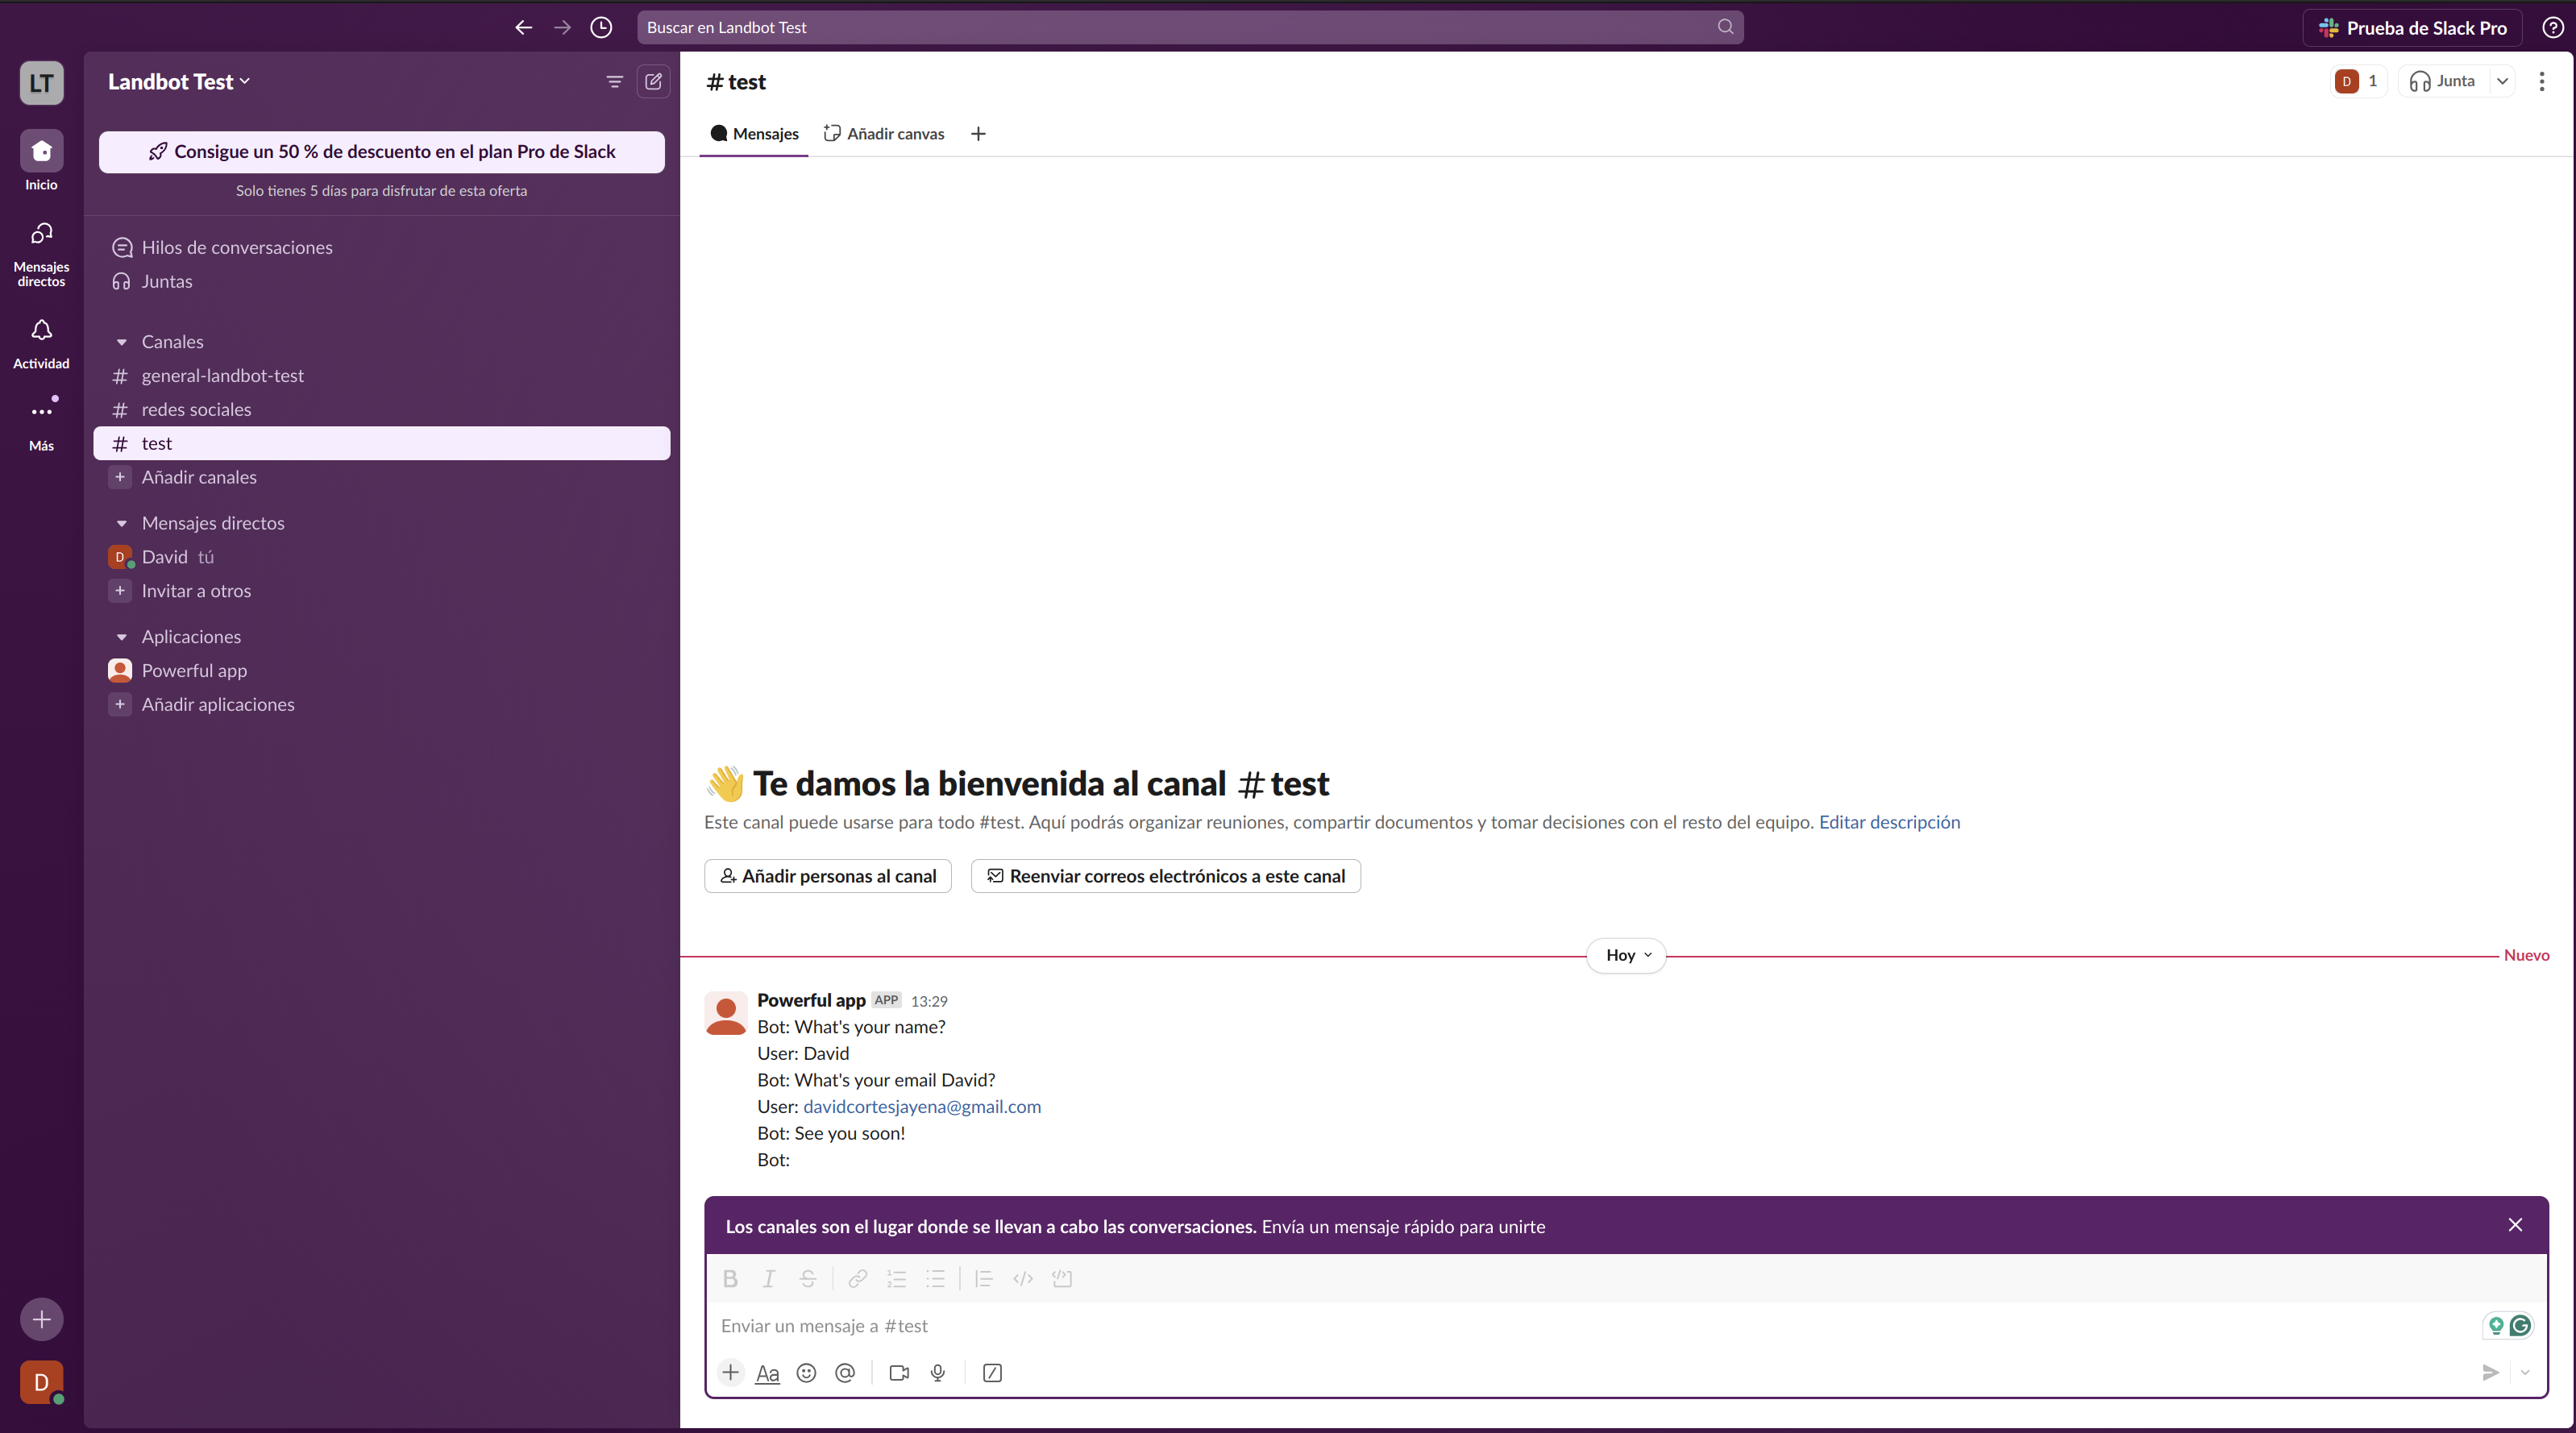 Buscar en Landbot Test
Prueba de Slack Pro
LT
Landbot Test
Inicio
Mensajes
directos
Actividad
Más
Consigue un 50 % de descuento en el plan Pro de Slack
Solo tienes 5 días para disfrutar de esta oferta
Hilos de conversaciones
Juntas
Canales
# general-landbot-test
# redes sociales
# test
+ Añadir canales
Mensajes directos
D David tú
+ Invitar a otros
Aplicaciones
Powerful app
+ Añadir aplicaciones
D
# test
D 1
Junta
Mensajes
Añadir canvas
👋 Te damos la bienvenida al canal # test
Este canal puede usarse para todo #test. Aquí podrás organizar reuniones, compartir documentos y tomar decisiones con el resto del equipo. Editar descripción
Añadir personas al canal
Reenviar correos electrónicos a este canal
Hoy
Nuevo
Powerful app APP 13:29
Bot: What's your name?
User: David
Bot: What's your email David?
User: davidcortesjayena@gmail.com
Bot: See you soon!
Bot:
Los canales son el lugar donde se llevan a cabo las conversaciones. Envía un mensaje rápido para unirte
Enviar un mensaje a #test
Aa